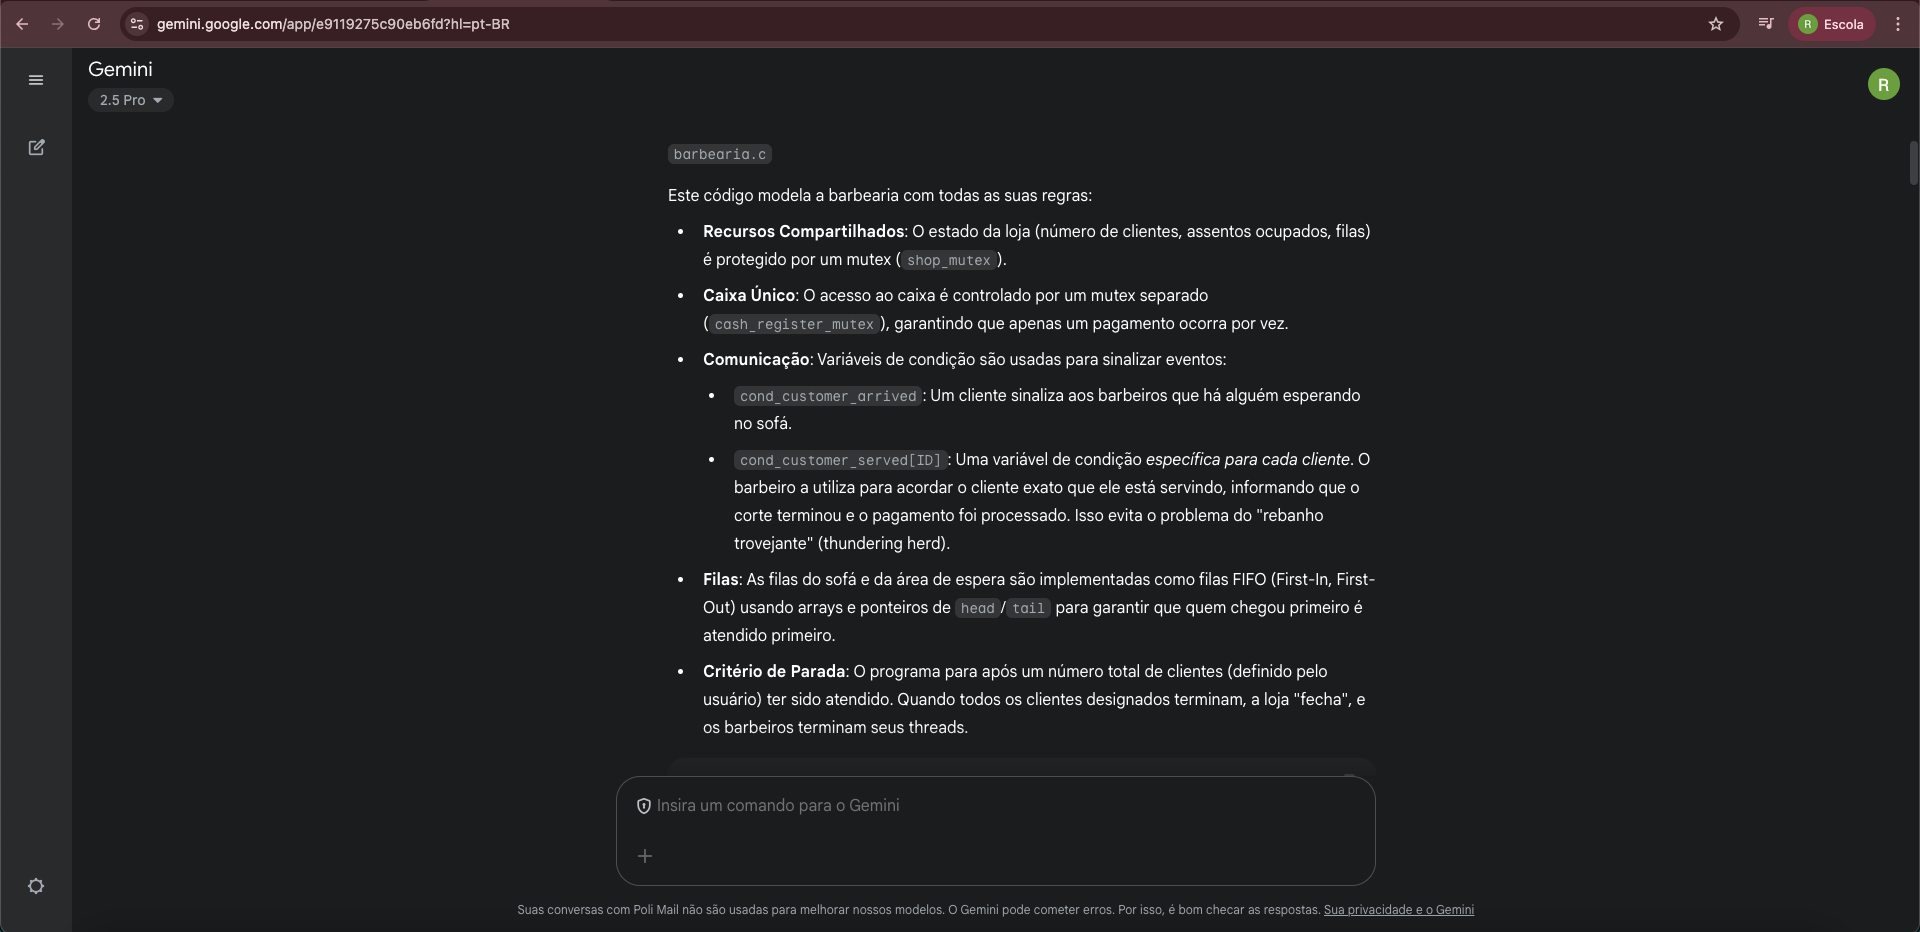 gemini.google.com/app/e9119275c90eb6fd?hl=pt-BR
R Escola
Gemini
2.5 Pro
R
barbearia.c
Este código modela a barbearia com todas as suas regras:
• Recursos Compartilhados: O estado da loja (número de clientes, assentos ocupados, filas)
é protegido por um mutex (shop_mutex).
• Caixa Único: O acesso ao caixa é controlado por um mutex separado
(cash_register_mutex), garantindo que apenas um pagamento ocorra por vez.
• Comunicação: Variáveis de condição são usadas para sinalizar eventos:
• cond_customer_arrived: Um cliente sinaliza aos barbeiros que há alguém esperando
no sofá.
• cond_customer_served[ID]: Uma variável de condição específica para cada cliente. O
barbeiro a utiliza para acordar o cliente exato que ele está servindo, informando que o
corte terminou e o pagamento foi processado. Isso evita o problema do "rebanho
trovejante" (thundering herd).
• Filas: As filas do sofá e da área de espera são implementadas como filas FIFO (First-In, First-
Out) usando arrays e ponteiros de head/tail para garantir que quem chegou primeiro é
atendido primeiro.
• Critério de Parada: O programa para após um número total de clientes (definido pelo
usuário) ter sido atendido. Quando todos os clientes designados terminam, a loja "fecha", e
os barbeiros terminam seus threads.
Insira um comando para o Gemini
Suas conversas com Poli Mail não são usadas para melhorar nossos modelos. O Gemini pode cometer erros. Por isso, é bom checar as respostas. Sua privacidade e o Gemini